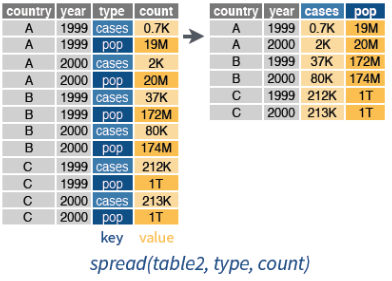 country year type count
A 1999 cases 0.7K
A 1999 pop 19M
A 2000 cases 2K
A 2000 pop 20M
B 1999 cases 37K
B 1999 pop 172M
B 2000 cases 80K
B 2000 pop 174M
C 1999 cases 212K
C 1999 pop 1T
C 2000 cases 213K
C 2000 pop 1T
key value
country year cases pop
A 1999 0.7K 19M
A 2000 2K 20M
B 1999 37K 172M
B 2000 80K 174M
C 1999 212K 1T
C 2000 213K 1T
spread(table2, type, count)